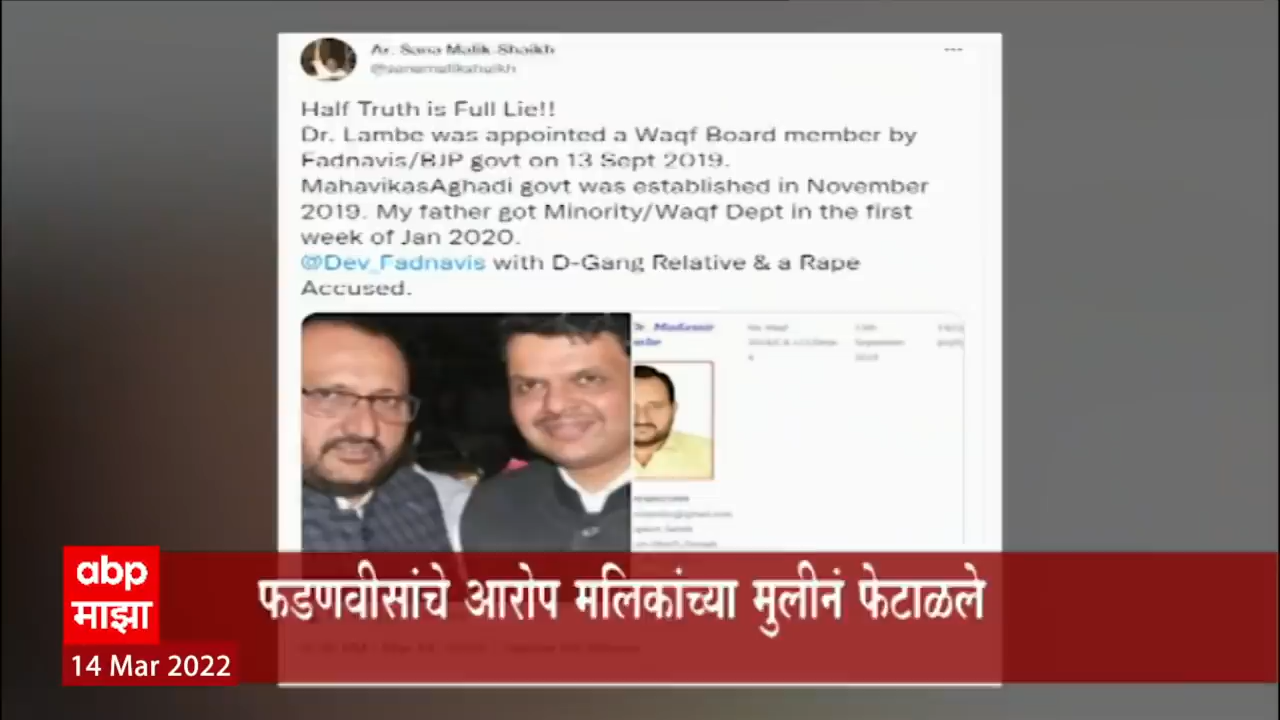 Ar. Sana Malik Shaikh
@sanamalikshaikh
Half Truth is Full Lie!!
Dr. Lambe was appointed a Waqf Board member by
Fadnavis/BJP govt on 13 Sept 2019.
MahavikasAghadi govt was established in November
2019. My father got Minority/Waqf Dept in the first
week of Jan 2020.
@Dev_Fadnavis with D-Gang Relative & a Rape
Accused.
abp
माझा
फडणवीसांचे आरोप मलिकांच्या मुलीनं फेटाळले
14 Mar 2022